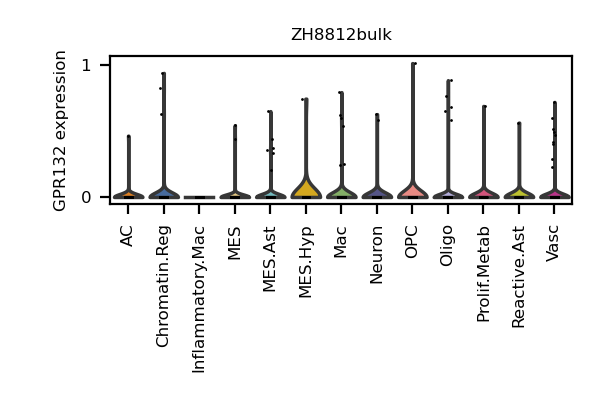 ZH8812bulk
GPR132 expression
1
0
AC
Chromatin.Reg
Inflammatory.Mac
MES
MES.Ast
MES.Hyp
Mac
Neuron
OPC
Oligo
Prolif.Metab
Reactive.Ast
Vasc